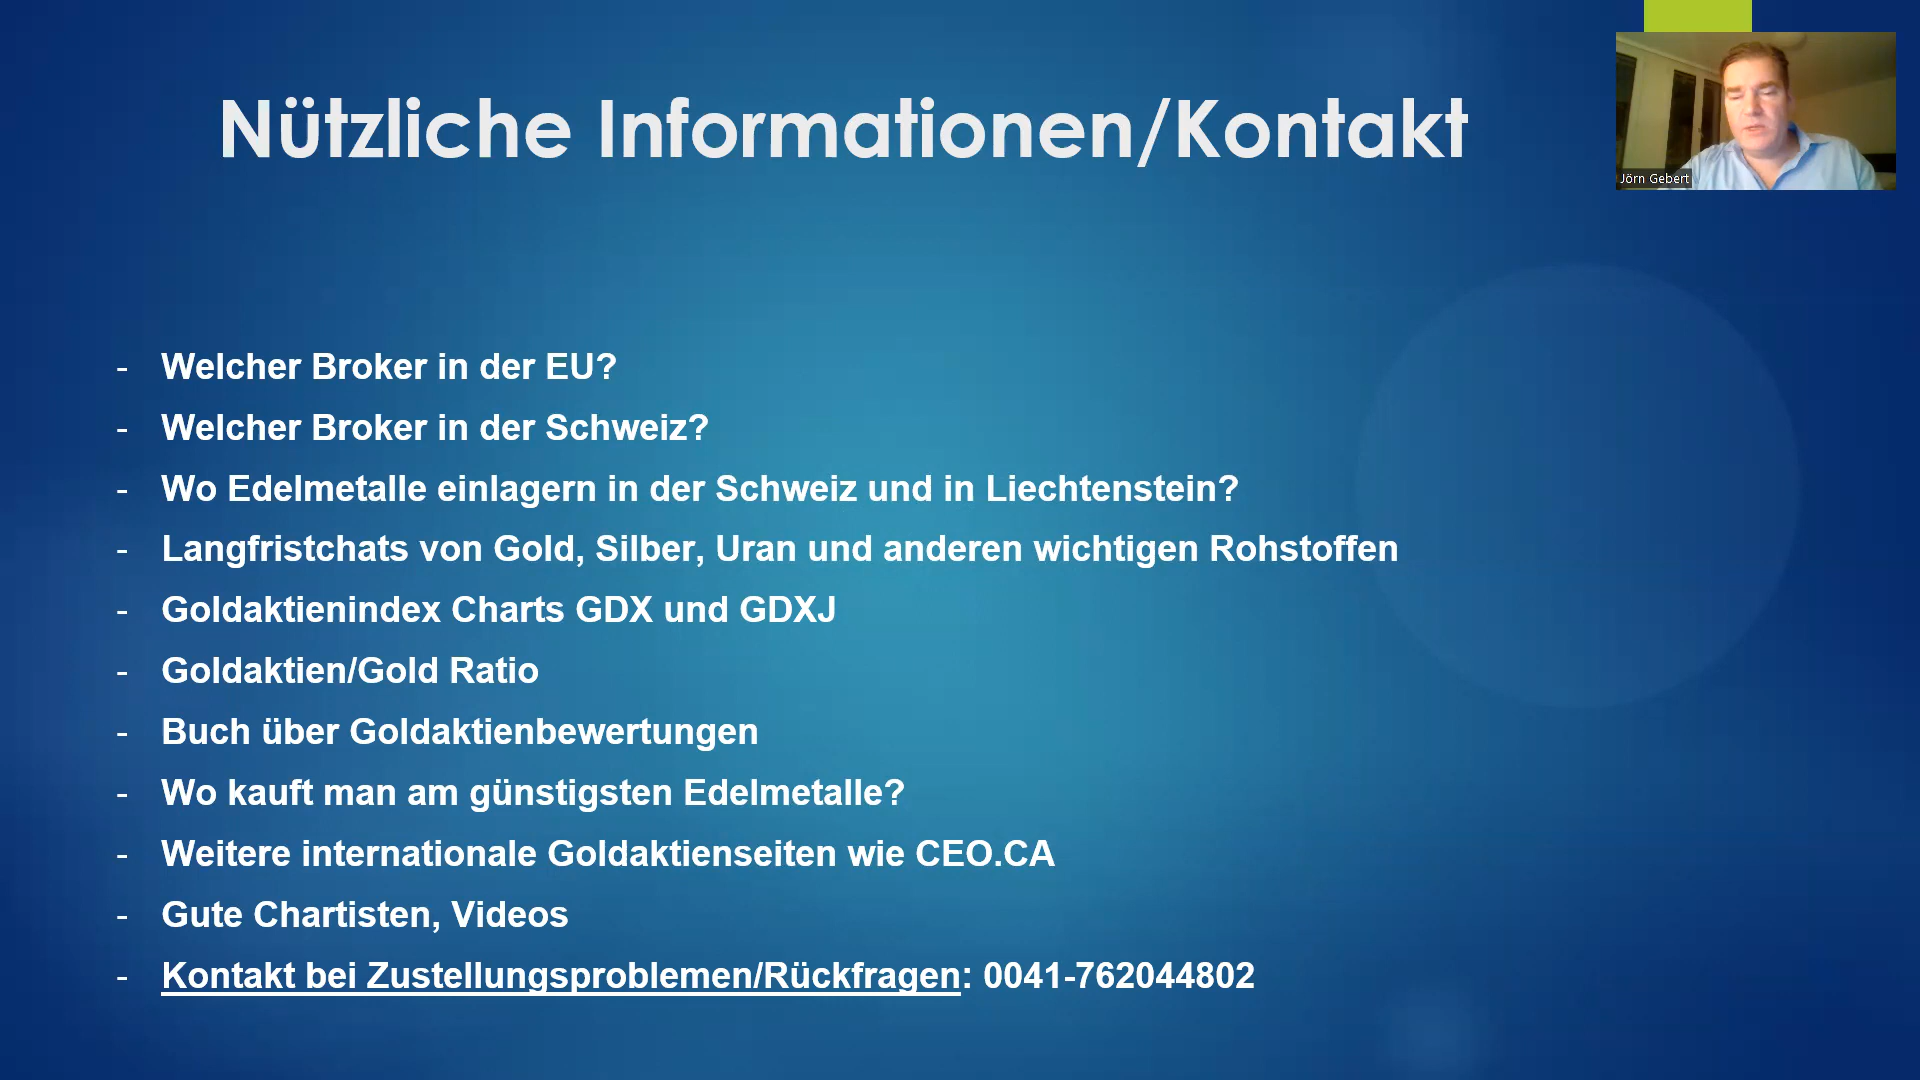 Nützliche Informationen/Kontakt
Jörn Gebert
- Welcher Broker in der EU?
- Welcher Broker in der Schweiz?
- Wo Edelmetalle einlagern in der Schweiz und in Liechtenstein?
- Langfristchats von Gold, Silber, Uran und anderen wichtigen Rohstoffen
- Goldaktienindex Charts GDX und GDXJ
- Goldaktien/Gold Ratio
- Buch über Goldaktienbewertungen
- Wo kauft man am günstigsten Edelmetalle?
- Weitere internationale Goldaktienseiten wie CEO.CA
- Gute Chartisten, Videos
- Kontakt bei Zustellungsproblemen/Rückfragen: 0041-762044802